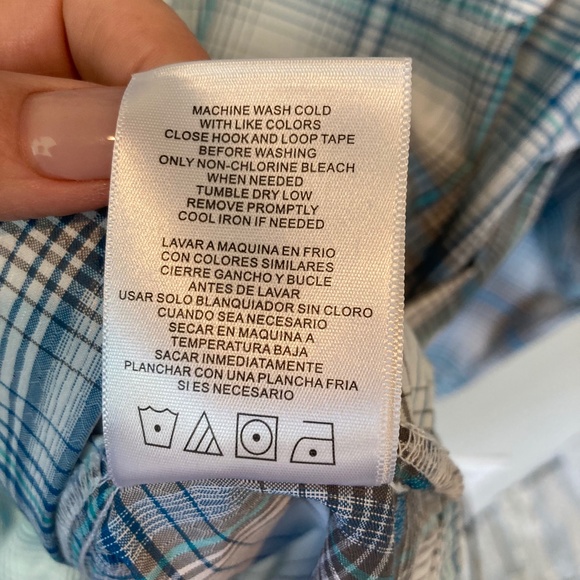 MACHINE WASH COLD
WITH LIKE COLORS
CLOSE HOOK AND LOOP TAPE
BEFORE WASHING
ONLY NON-CHLORINE BLEACH
WHEN NEEDED
TUMBLE DRY LOW
REMOVE PROMPTLY
COOL IRON IF NEEDED
LAVAR A MAQUINA EN FRIO
CON COLORES SIMILARES
CIERRE GANCHO Y BUCLE
ANTES DE LAVAR
USAR SOLO BLANQUIADOR SIN CLORO
CUANDO SEA NECESARIO
SECAR EN MAQUINA A
TEMPERATURA BAJA
SACAR INMEDIATAMENTE
PLANCHAR CON UNA PLANCHA FRIA
SI ES NECESARIO